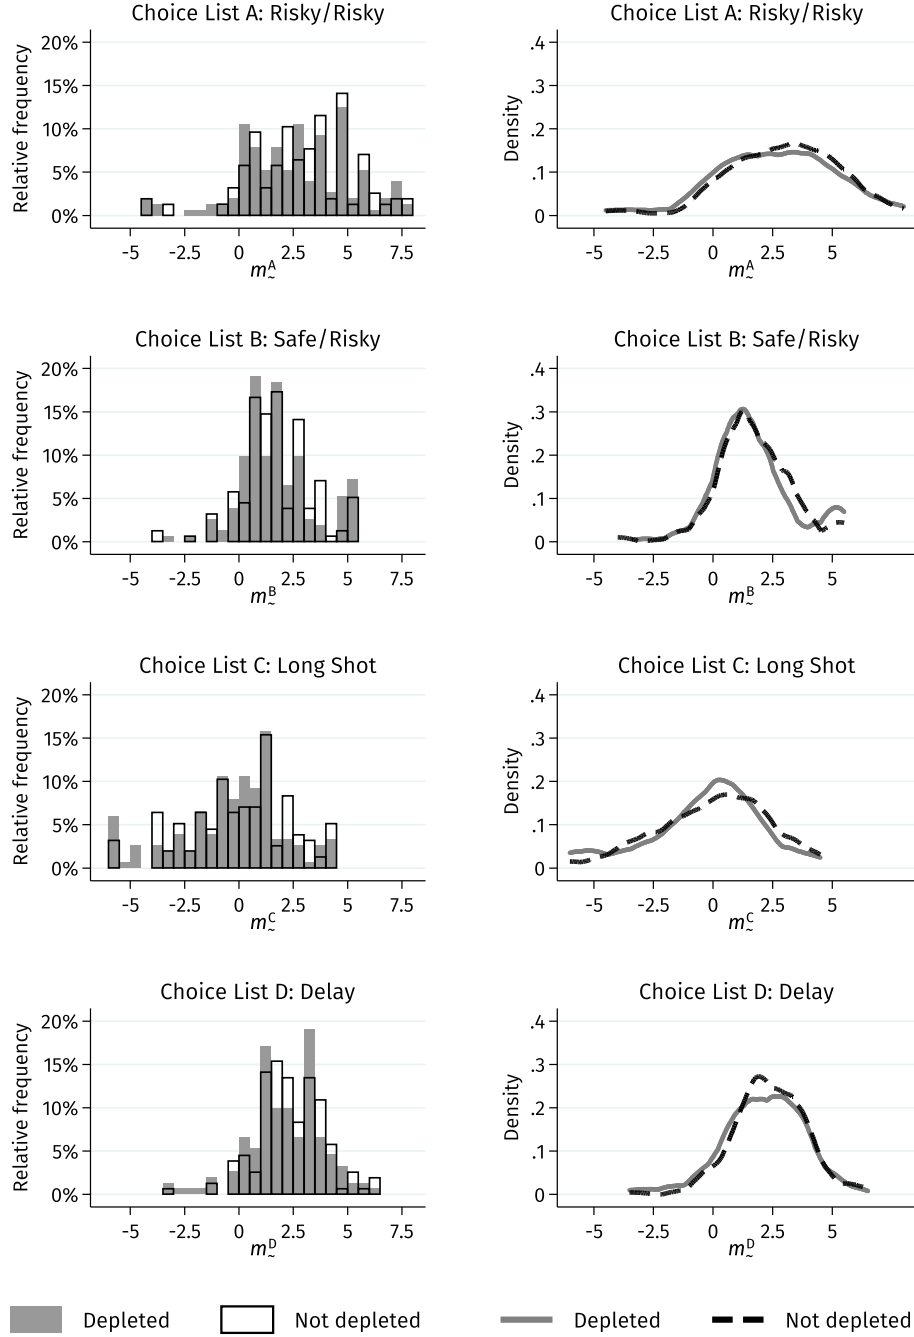 Choice List A: Risky/Risky
Relative frequency
20%
15%
10%
5%
0%
-5 -2.5 0 2.5 5 7.5
m~A
Choice List A: Risky/Risky
Density
.4
.3
.2
.1
0
-5 -2.5 0 2.5 5
m~A
Choice List B: Safe/Risky
Relative frequency
20%
15%
10%
5%
0%
-5 -2.5 0 2.5 5 7.5
m~B
Choice List B: Safe/Risky
Density
.4
.3
.2
.1
0
-5 -2.5 0 2.5 5
m~B
Choice List C: Long Shot
Relative frequency
20%
15%
10%
5%
0%
-5 -2.5 0 2.5 5 7.5
m~C
Choice List C: Long Shot
Density
.4
.3
.2
.1
0
-5 -2.5 0 2.5 5
m~C
Choice List D: Delay
Relative frequency
20%
15%
10%
5%
0%
-5 -2.5 0 2.5 5 7.5
m~D
Choice List D: Delay
Density
.4
.3
.2
.1
0
-5 -2.5 0 2.5 5
m~D
Depleted Not depleted
Depleted Not depleted